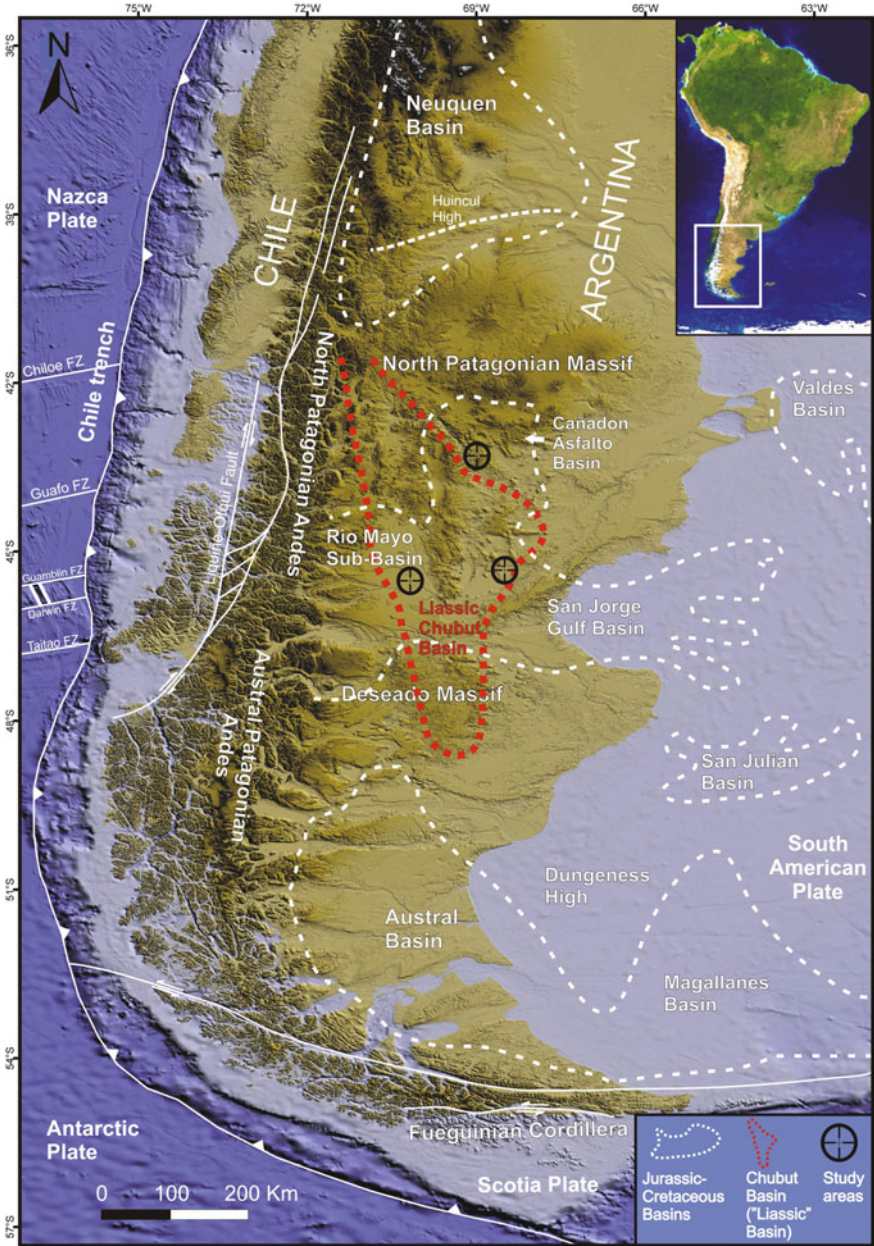 75°W
72°W
69°W
66°W
63°W
36°S
39°S
42°S
45°S
48°S
51°S
54°S
57°S
N
Neuquen
Basin
Nazca
Plate
CHILE
Huincul
High
ARGENTINA
Chile trench
Chiloe FZ
North Patagonian Massif
Valdes
Basin
Cañadon
Asfalto
Basin
North Patagonian Andes
Liquiñe-Ofqui Fault
Guafo FZ
Rio Mayo
Sub-Basin
Guamblin FZ
Darwin FZ
Taitao FZ
Liassic
Chubut
Basin
San Jorge
Gulf Basin
Austral Patagonian
Andes
Deseado Massif
San Julian
Basin
South
American
Plate
Dungeness
High
Austral
Basin
Magallanes
Basin
Antarctic
Plate
Fueguinian Cordillera
Scotia Plate
0 100 200 Km
Jurassic-
Cretaceous
Basins
Chubut
Basin
("Liassic"
Basin)
Study
areas